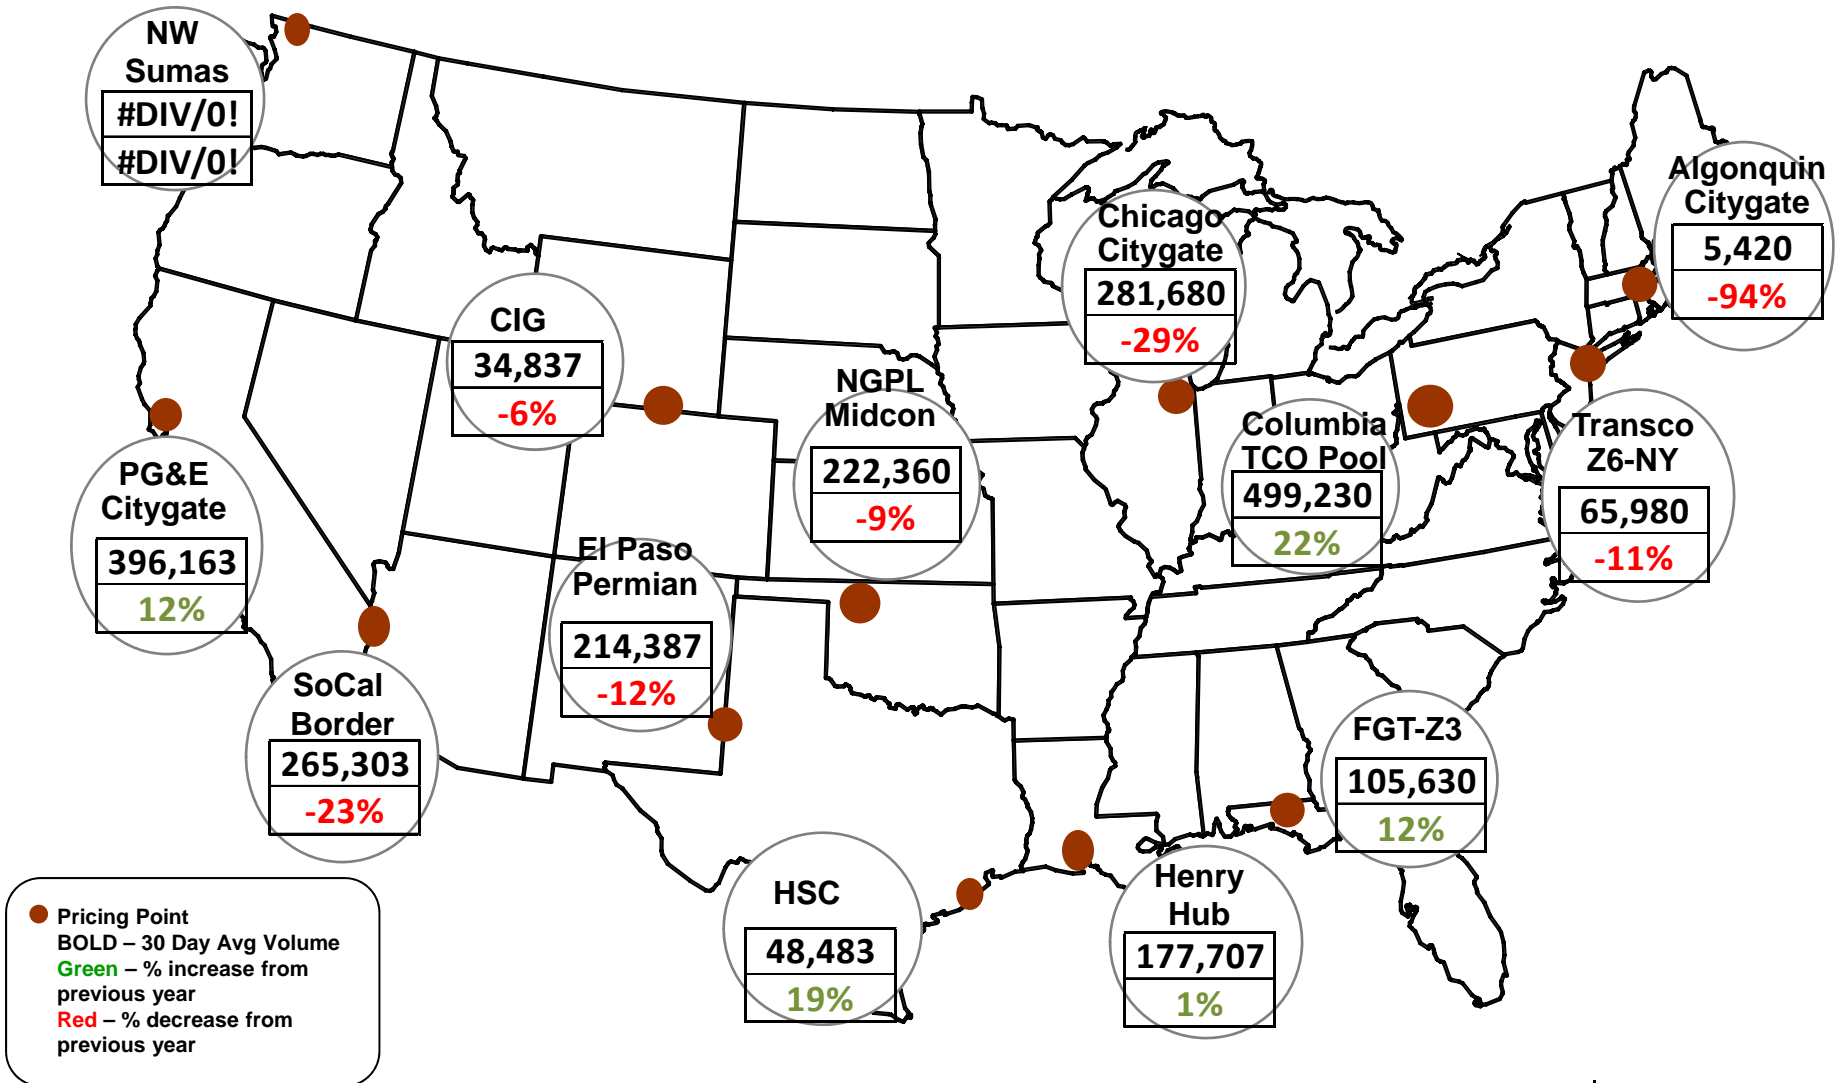 NW
Sumas
#DIV/0!
#DIV/0!
Algonquin
Citygate
5,420
-94%
Chicago
Citygate
281,680
-29%
CIG
34,837
-6%
NGPL
Midcon
222,360
-9%
Columbia
TCO Pool
499,230
22%
Transco
Z6-NY
65,980
-11%
PG&E
Citygate
396,163
12%
El Paso
Permian
214,387
-12%
SoCal
Border
265,303
-23%
FGT-Z3
105,630
12%
HSC
48,483
19%
Henry
Hub
177,707
1%
Pricing Point
BOLD – 30 Day Avg Volume
Green – % increase from
previous year
Red – % decrease from
previous year